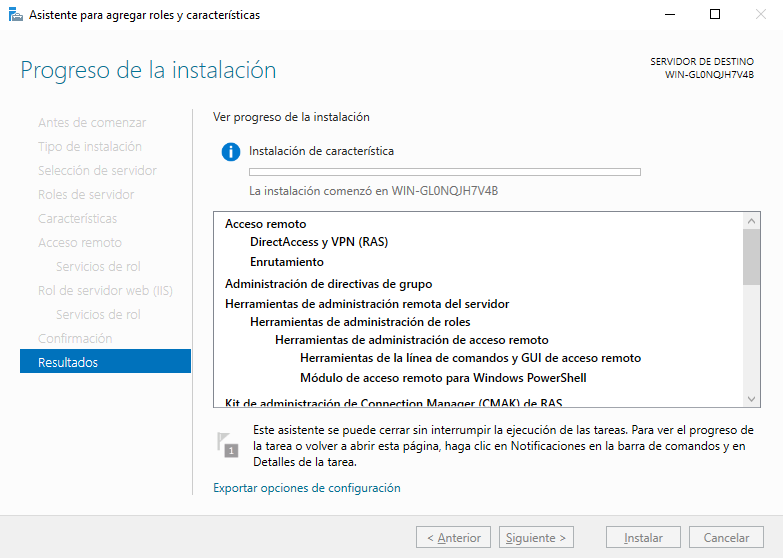 Asistente para agregar roles y características
Progreso de la instalación
SERVIDOR DE DESTINO
WIN-GL0NQJH7V4B
Antes de comenzar
Tipo de instalación
Selección de servidor
Roles de servidor
Características
Acceso remoto
Servicios de rol
Rol de servidor web (IIS)
Servicios de rol
Confirmación
Resultados
Ver progreso de la instalación
Instalación de característica
La instalación comenzó en WIN-GL0NQJH7V4B
Acceso remoto
DirectAccess y VPN (RAS)
Enrutamiento
Administración de directivas de grupo
Herramientas de administración remota del servidor
Herramientas de administración de roles
Herramientas de administración de acceso remoto
Herramientas de la línea de comandos y GUI de acceso remoto
Módulo de acceso remoto para Windows PowerShell
Kit de administración de Connection Manager (CMAK) de RAS
1
Este asistente se puede cerrar sin interrumpir la ejecución de las tareas. Para ver el progreso de
la tarea o volver a abrir esta página, haga clic en Notificaciones en la barra de comandos y en
Detalles de la tarea.
Exportar opciones de configuración
< Anterior
Siguiente >
Instalar
Cancelar